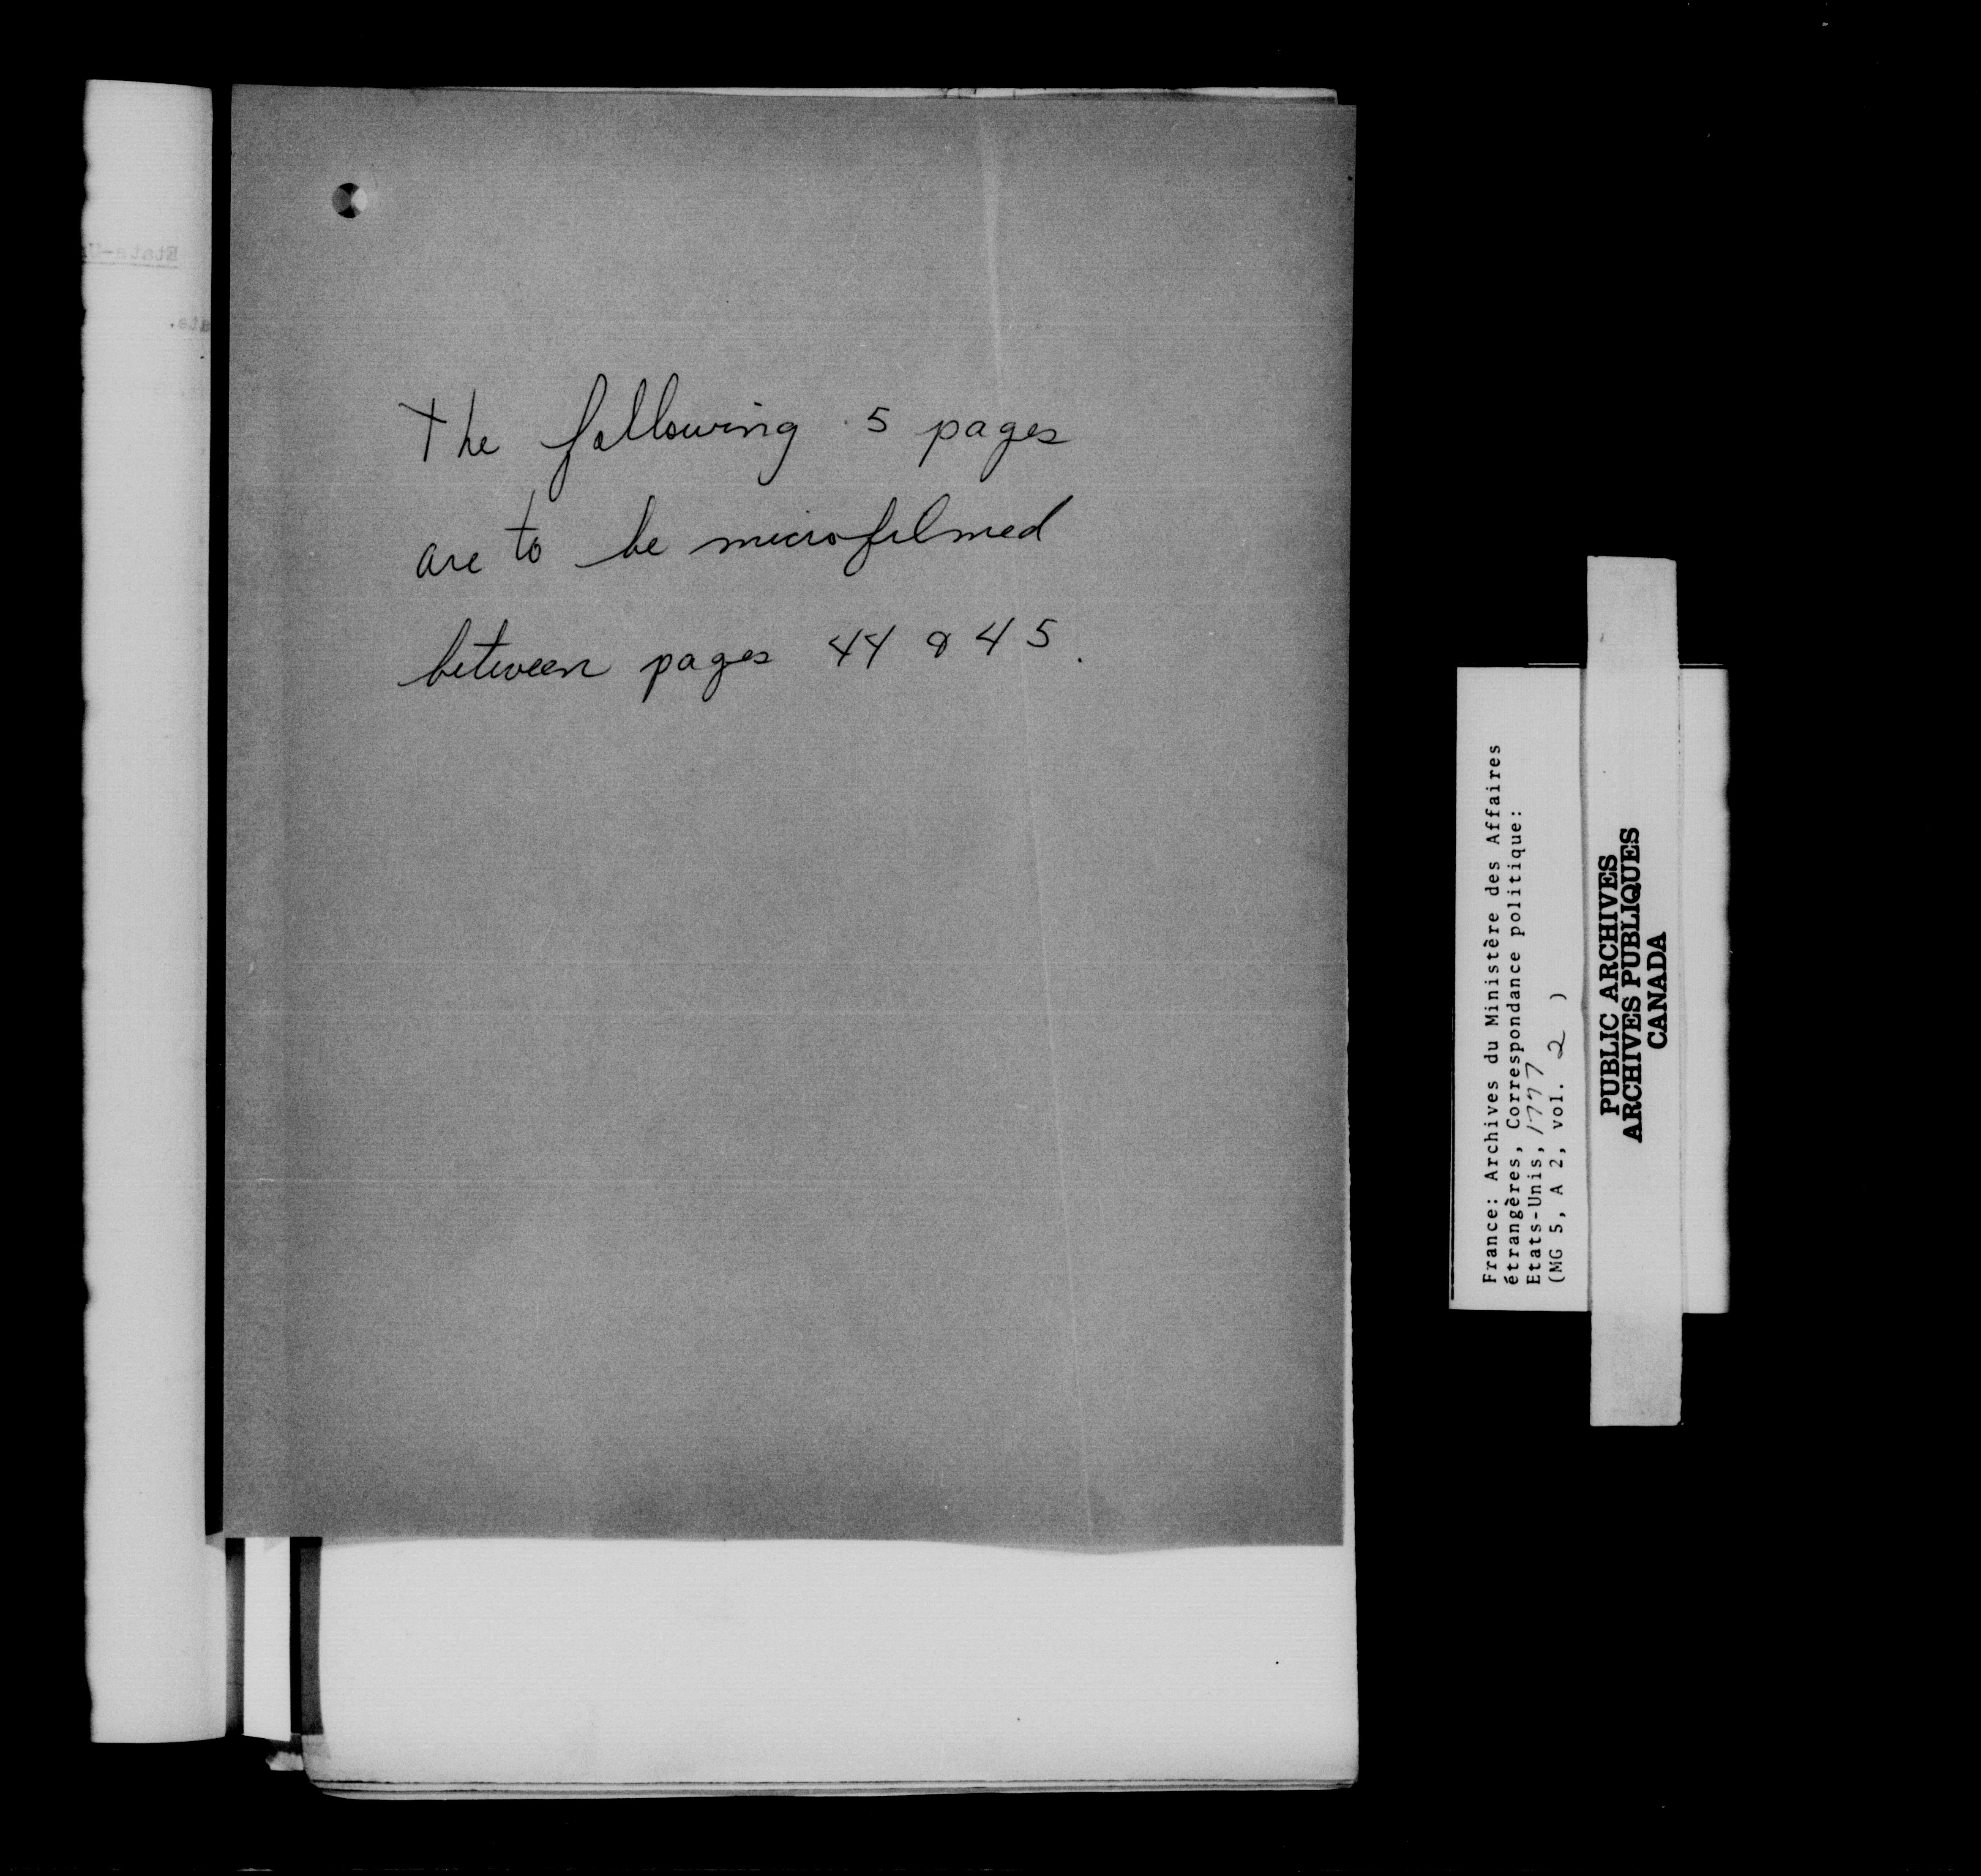 The following 5 pages
are to be microfilmed
between pages 44 & 45.
France: Archives du Ministère des Affaires
étrangères, Correspondance politique:
Etats-Unis, 1777
(MG 5, A 2, vol. 2 )
PUBLIC ARCHIVES
ARCHIVES PUBLIQUES
CANADA